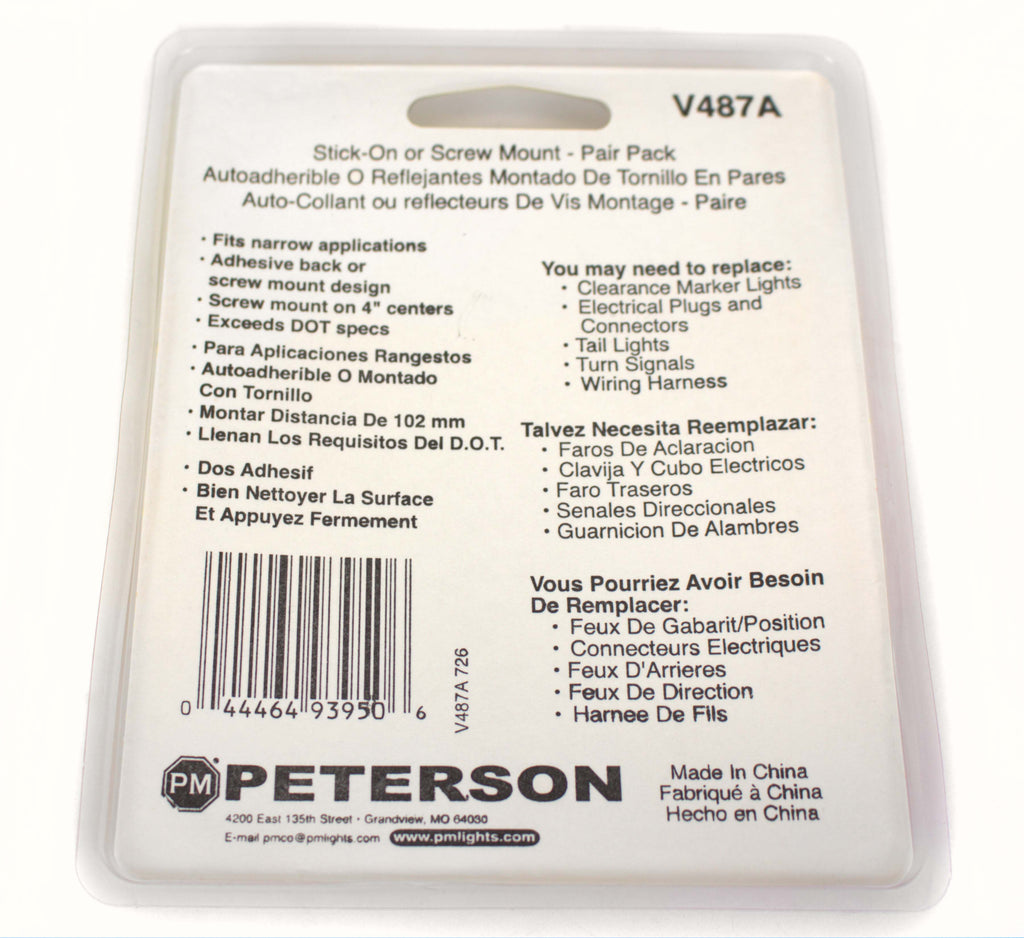 V487A
Stick-On or Screw Mount - Pair Pack
Autoadherible O Reflejantes Montado De Tornillo En Pares
Auto-Collant ou reflecteurs De Vis Montage - Paire
· Fits narrow applications
· Adhesive back or
screw mount design
· Screw mount on 4" centers
· Exceeds DOT specs
· Para Aplicaciones Rangestos
· Autoadherible O Montado
Con Tornillo
· Montar Distancia De 102 mm
· Llenan Los Requisitos Del D.O.T.
· Dos Adhesif
· Bien Nettoyer La Surface
Et Appuyez Fermement
You may need to replace:
· Clearance Marker Lights
· Electrical Plugs and
Connectors
· Tail Lights
· Turn Signals
· Wiring Harness
Talvez Necesita Reemplazar:
· Faros De Aclaracion
· Clavija Y Cubo Electricos
· Faro Traseros
· Senales Direccionales
· Guarnicion De Alambres
Vous Pourriez Avoir Besoin
De Remplacer:
· Feux De Gabarit/Position
· Connecteurs Electriques
· Feux D'Arrieres
· Feux De Direction
· Harnee De Fils
0 44464 93950 6
V487A 726
PM PETERSON
4200 East 135th Street · Grandview, MO 64030
E-mail pmco@pmlights.com www.pmlights.com
Made In China
Fabriqué à China
Hecho en China